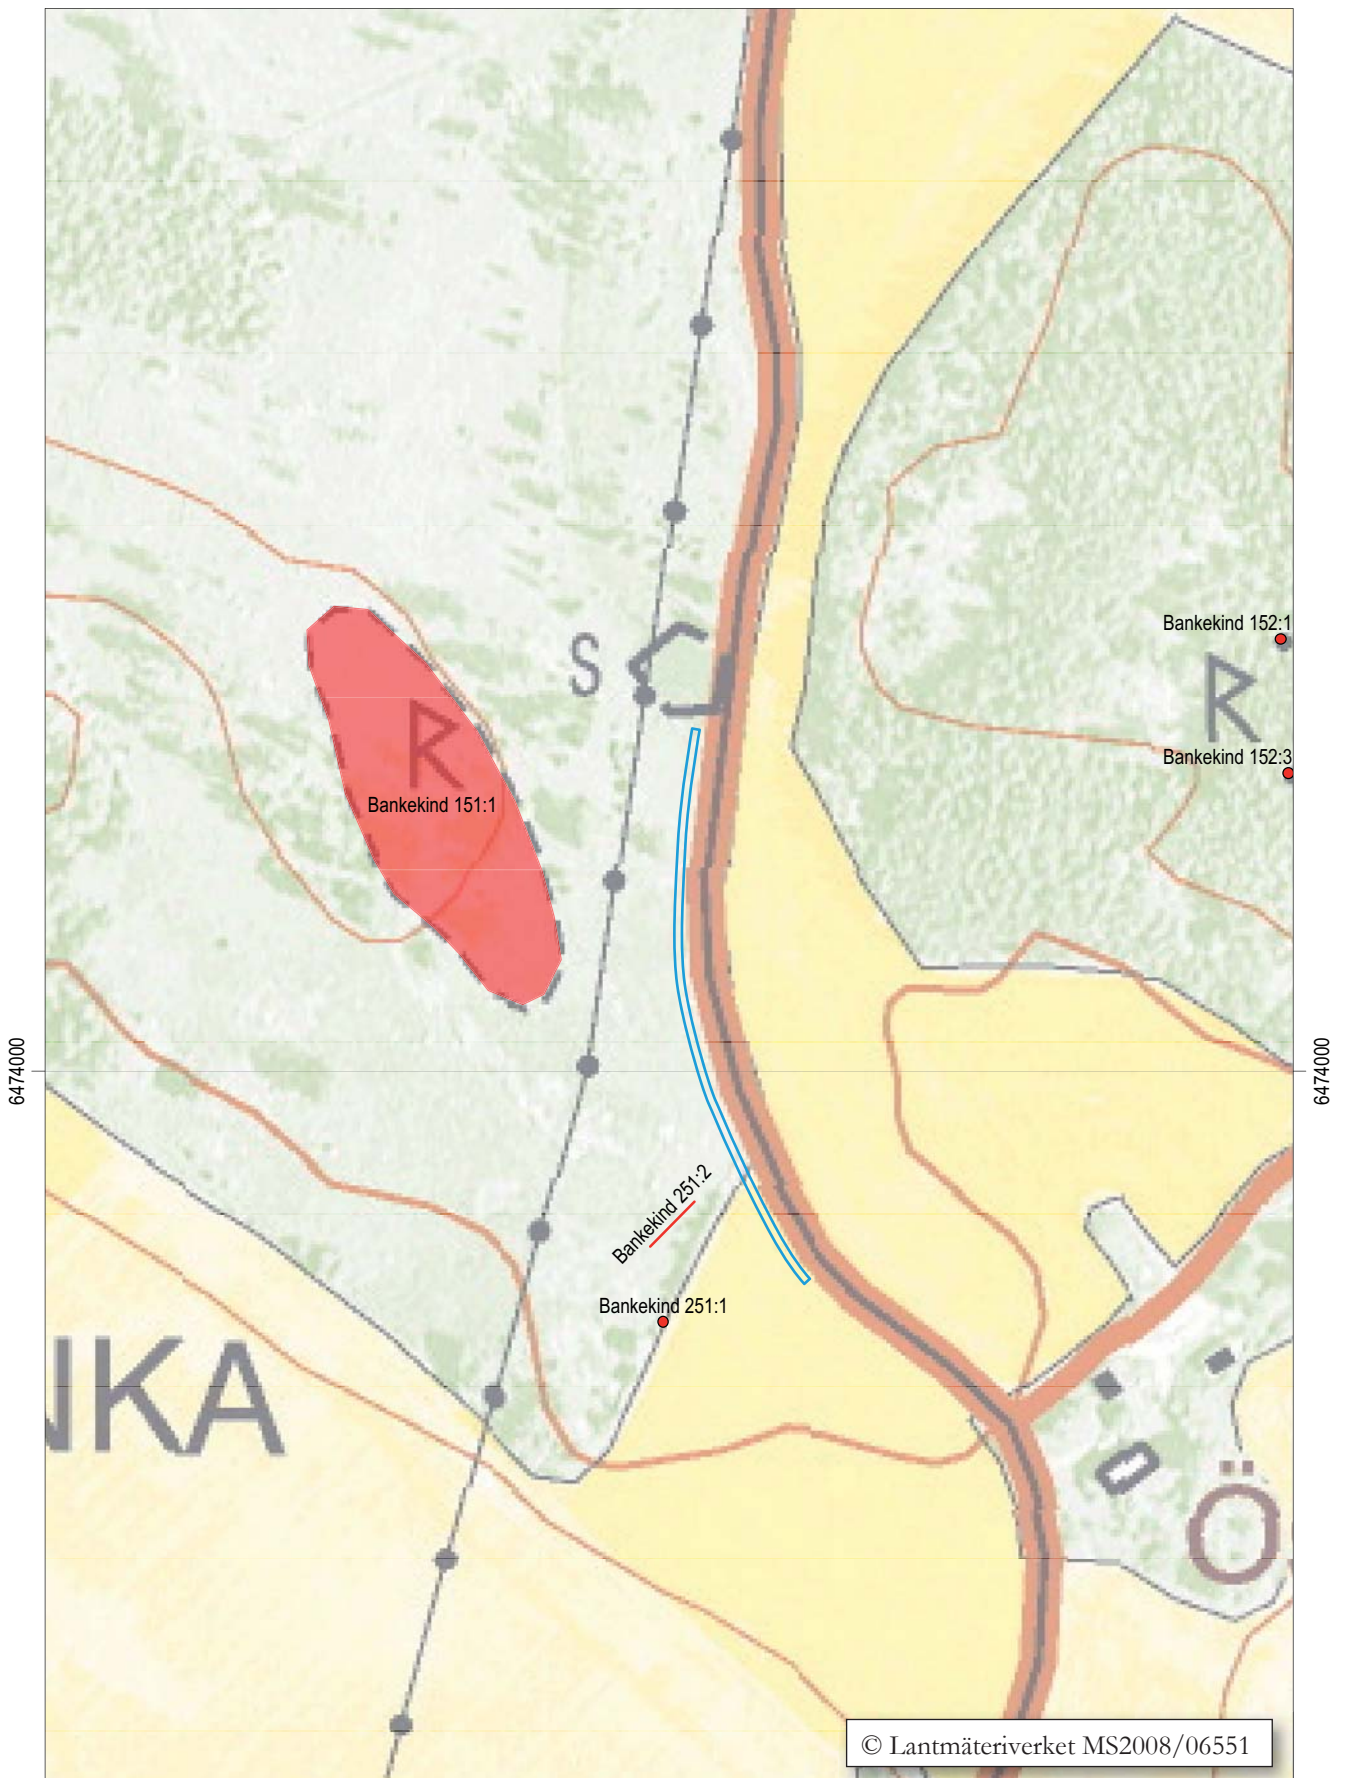 Bankekind 152:1
S
R
R
Bankekind 152:3
Bankekind 151:1
6474000
6474000
Bankekind 251:2
Bankekind 251:1
NKA
Ö
© Lantmäteriverket MS2008/06551